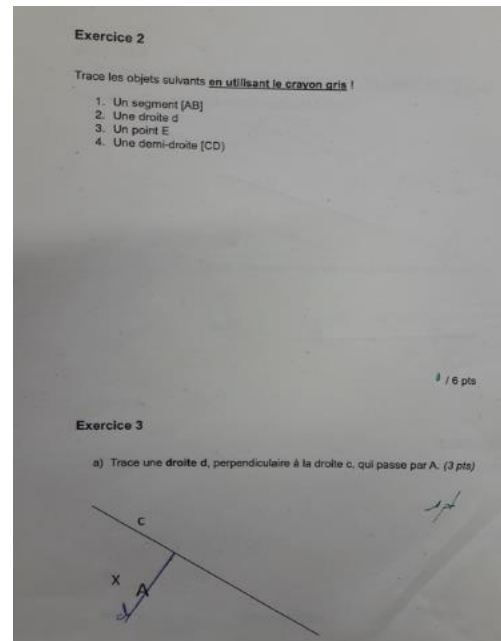 Exercice 2
Trace les objets suivants en utilisant le crayon gris !
1. Un segment [AB]
2. Une droite d
3. Un point E
4. Une demi-droite [CD)
/ 6 pts
Exercice 3
a) Trace une droite d, perpendiculaire à la droite c, qui passe par A. (3 pts)
1pt
c
X A
d